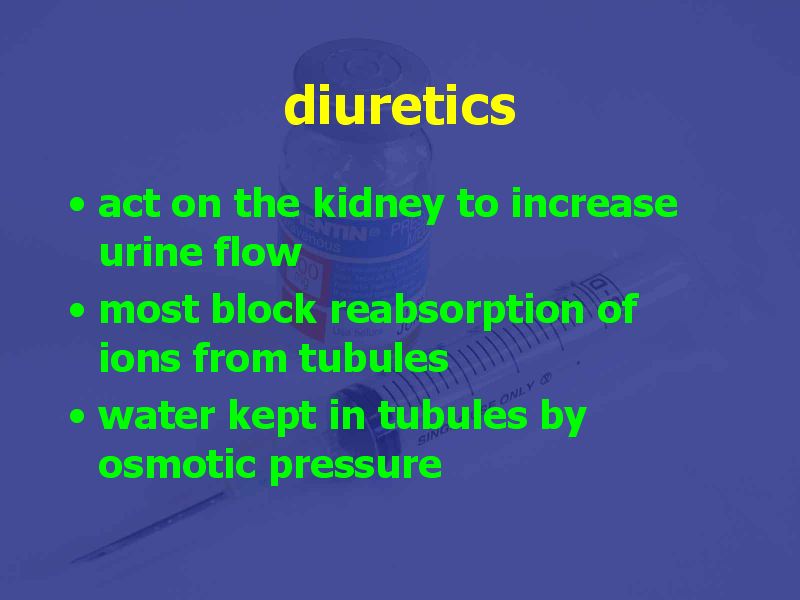 diuretics
• act on the kidney to increase
urine flow
• most block reabsorption of
ions from tubules
• water kept in tubules by
osmotic pressure